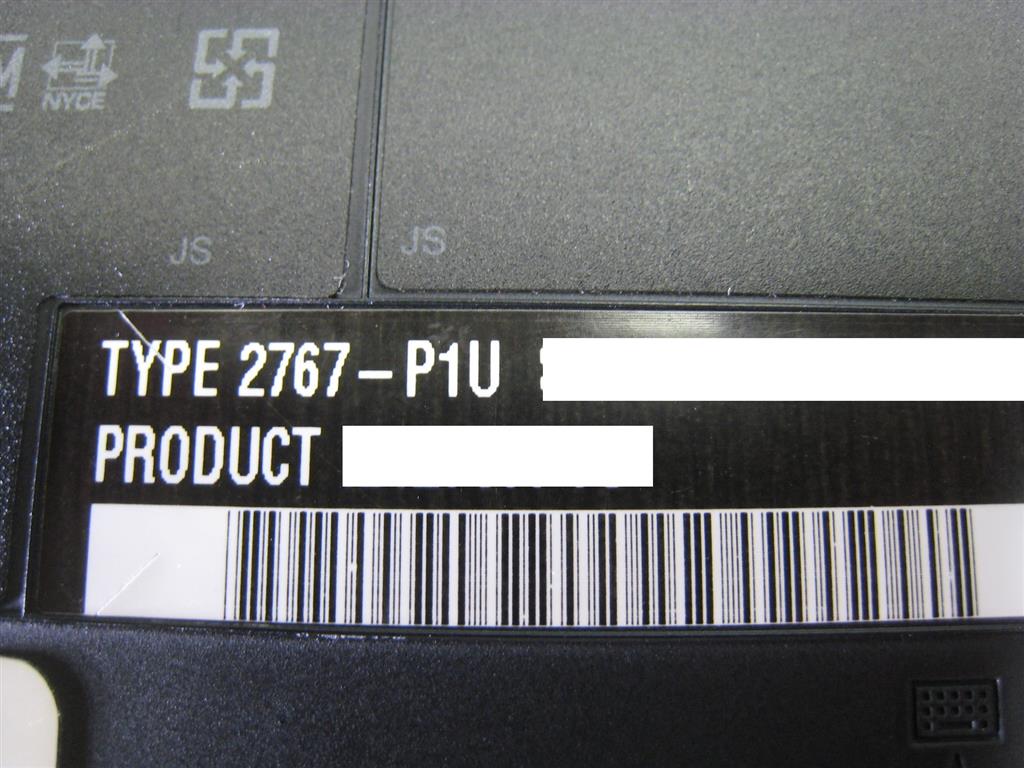 NYCE
JS JS
TYPE 2767-P1U
PRODUCT